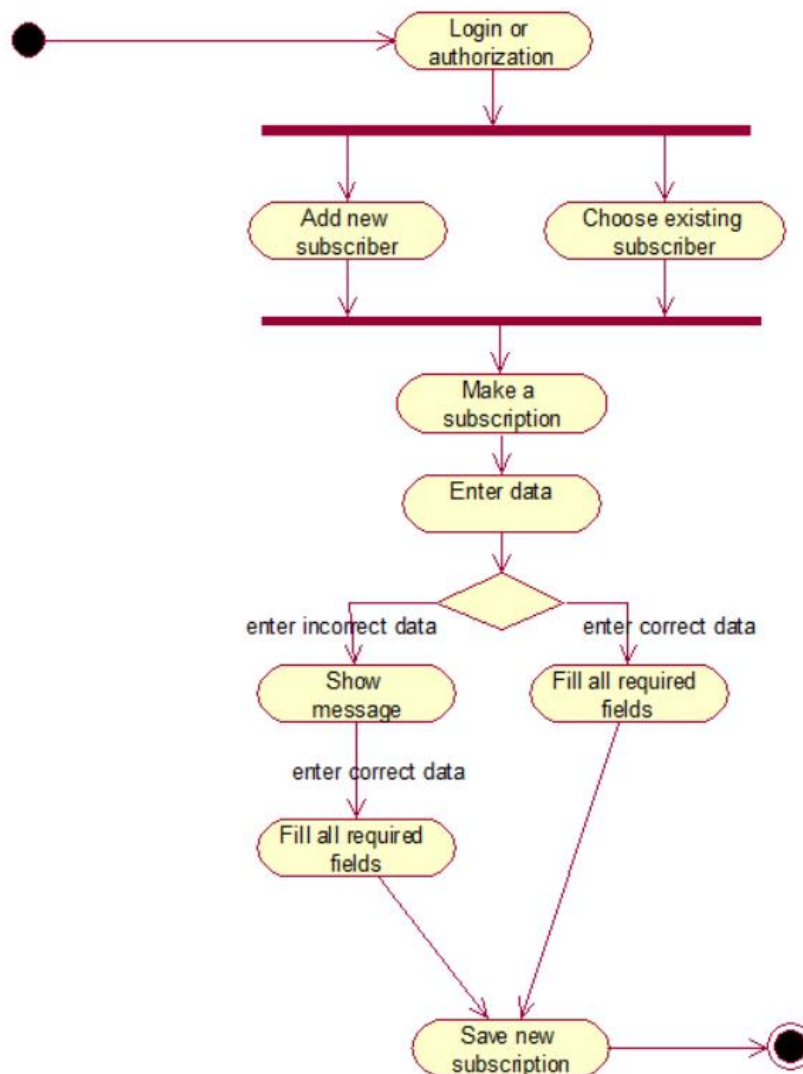 Login or
authorization
Add new
subscriber
Choose existing
subscriber
Make a
subscription
Enter data
enter incorrect data
enter correct data
Show
message
Fill all required
fields
enter correct data
Fill all required
fields
Save new
subscription